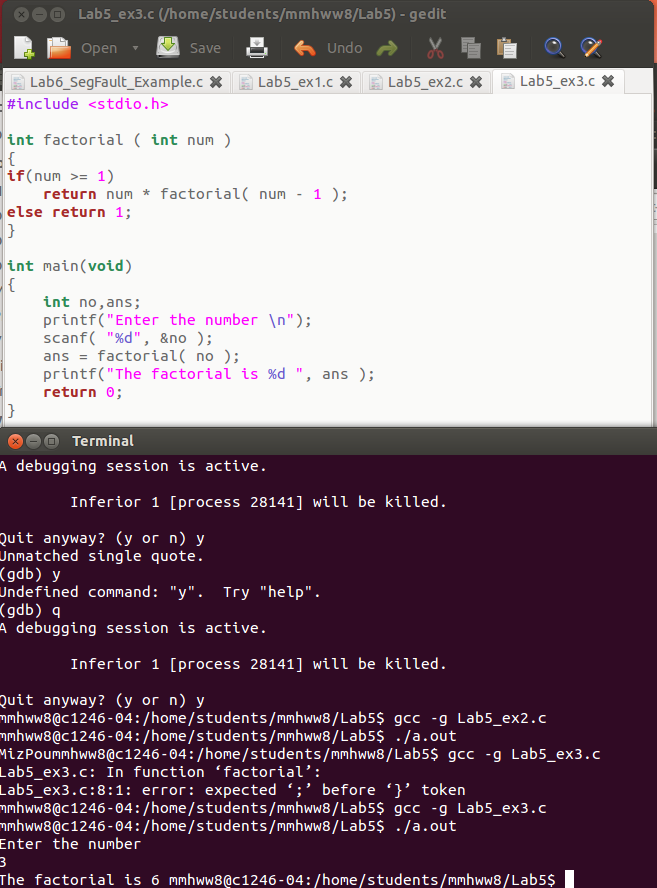 Lab5_ex3.c (/home/students/mmhww8/Lab5) - gedit
Open Save Undo
Lab6_SegFault_Example.c Lab5_ex1.c Lab5_ex2.c Lab5_ex3.c
#include <stdio.h>
int factorial ( int num )
{
if(num >= 1)
    return num * factorial( num - 1 );
else return 1;
}
int main(void)
{
    int no,ans;
    printf("Enter the number \n");
    scanf( "%d", &no );
    ans = factorial( no );
    printf("The factorial is %d ", ans );
    return 0;
}
Terminal
A debugging session is active.
        Inferior 1 [process 28141] will be killed.
Quit anyway? (y or n) y
Unmatched single quote.
(gdb) y
Undefined command: "y".  Try "help".
(gdb) q
A debugging session is active.
        Inferior 1 [process 28141] will be killed.
Quit anyway? (y or n) y
mmhww8@c1246-04:/home/students/mmhww8/Lab5$ gcc -g Lab5_ex2.c
mmhww8@c1246-04:/home/students/mmhww8/Lab5$ ./a.out
MizPoummhww8@c1246-04:/home/students/mmhww8/Lab5$ gcc -g Lab5_ex3.c
Lab5_ex3.c: In function ‘factorial’:
Lab5_ex3.c:8:1: error: expected ‘;’ before ‘}’ token
mmhww8@c1246-04:/home/students/mmhww8/Lab5$ gcc -g Lab5_ex3.c
mmhww8@c1246-04:/home/students/mmhww8/Lab5$ ./a.out
Enter the number
3
The factorial is 6 mmhww8@c1246-04:/home/students/mmhww8/Lab5$